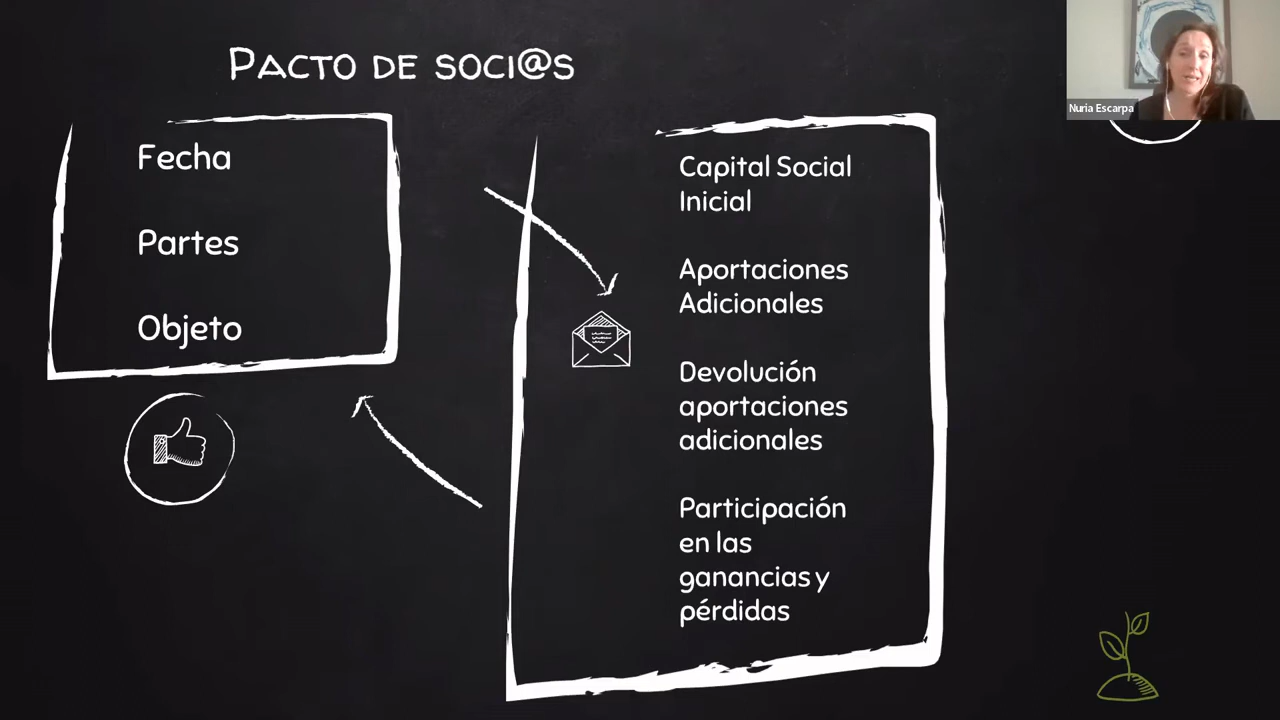 Pacto de soci@s
Fecha
Partes
Objeto
Capital Social
Inicial
Aportaciones
Adicionales
Devolución
aportaciones
adicionales
Participación
en las
ganancias y
pérdidas
Nuria Escarpa